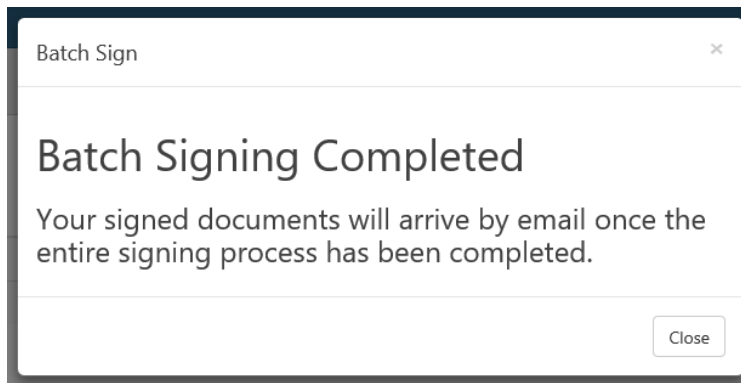 Batch Sign
×
Batch Signing Completed
Your signed documents will arrive by email once the
entire signing process has been completed.
Close